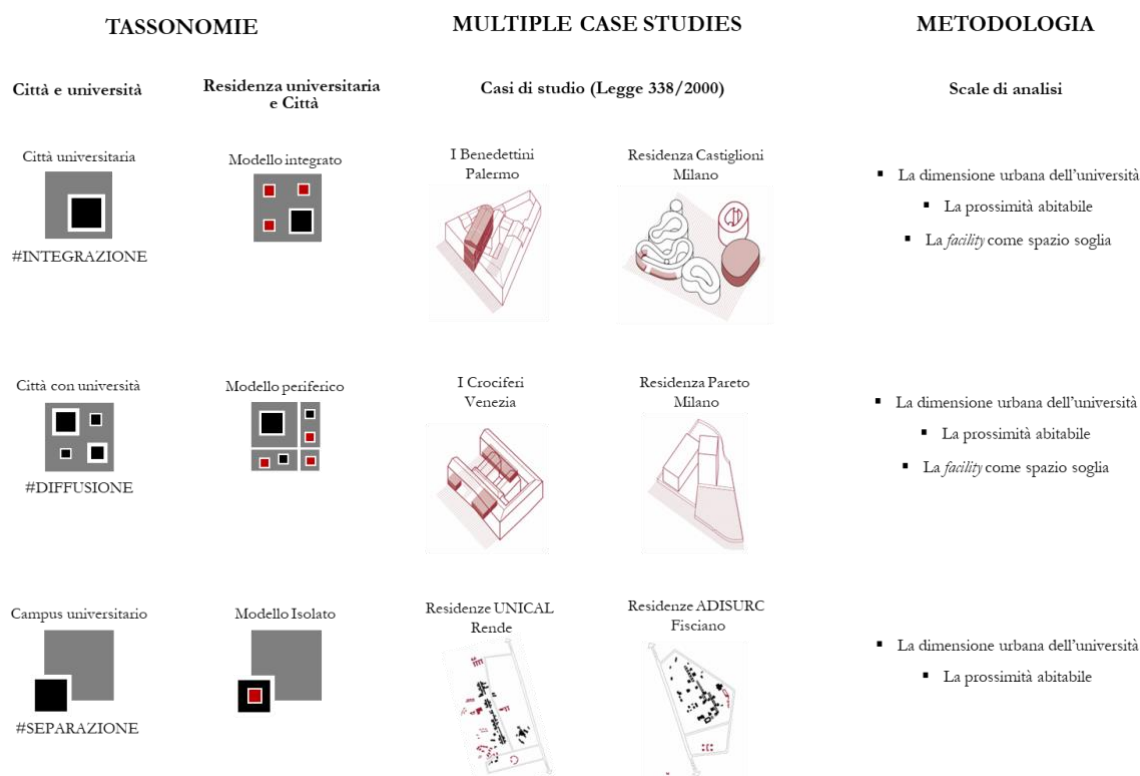 TASSONOMIE
MULTIPLE CASE STUDIES
METODOLOGIA
Città e università
Residenza universitaria
e Città
Casi di studio (Legge 338/2000)
Scale di analisi
Città universitaria
#INTEGRAZIONE
Modello integrato
I Benedettini
Palermo
Residenza Castiglioni
Milano
▪ La dimensione urbana dell’università
▪ La prossimità abitabile
▪ La facility come spazio soglia
Città con università
#DIFFUSIONE
Modello periferico
I Crociferi
Venezia
Residenza Pareto
Milano
▪ La dimensione urbana dell’università
▪ La prossimità abitabile
▪ La facility come spazio soglia
Campus universitario
#SEPARAZIONE
Modello Isolato
Residenze UNICAL
Rende
Residenze ADISURC
Fisciano
▪ La dimensione urbana dell’università
▪ La prossimità abitabile